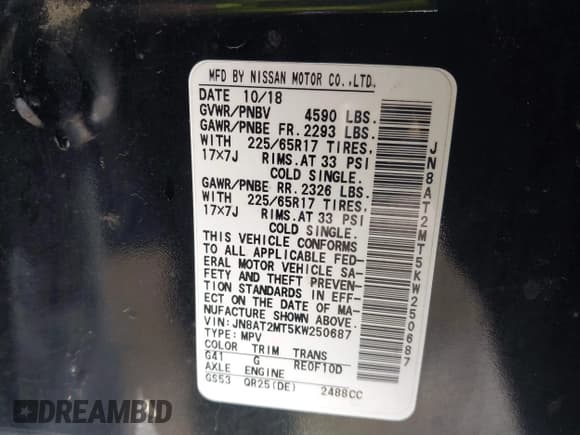 MFD BY NISSAN MOTOR CO.,LTD.
DATE 10/18
GVWR/PNBV 4590 LBS.
GAWR/PNBE FR. 2293 LBS.
WITH 225/65R17 TIRES.
17X7J RIMS.AT 33 PSI
COLD SINGLE.
GAWR/PNBE RR. 2326 LBS.
WITH 225/65R17 TIRES.
17X7J RIMS.AT 33 PSI
COLD SINGLE.
THIS VEHICLE CONFORMS
TO ALL APPLICABLE FED-
ERAL MOTOR VEHICLE SA-
FETY AND THEFT PREVEN-
TION STANDARDS IN EFF-
ECT ON THE DATE OF MA-
NUFACTURE SHOWN ABOVE.
VIN: JN8AT2MT5KW250687
TYPE: MPV
COLOR TRIM TRANS
G41 G RE0F10D
AXLE ENGINE
GS53 QR25(DE) 2488CC
JN8AT2MT5KW250687
DREAMBID